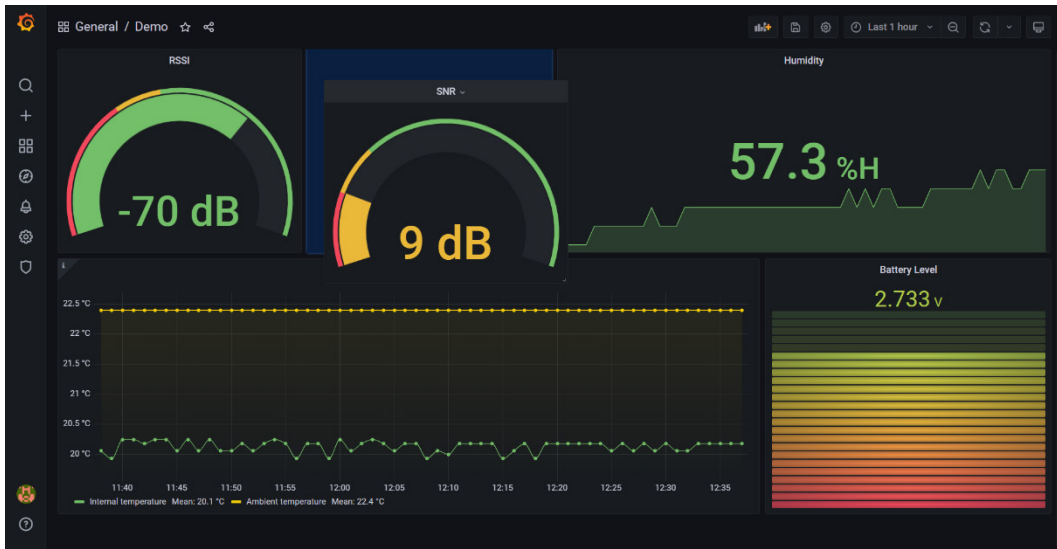 General / Demo
Last 1 hour
RSSI
-70 dB
SNR
9 dB
Humidity
57.3 %H
i
22.5 °C
22 °C
21.5 °C
21 °C
20.5 °C
20 °C
11:40 11:45 11:50 11:55 12:00 12:05 12:10 12:15 12:20 12:25 12:30 12:35
Internal temperature Mean: 20.1 °C Ambient temperature Mean: 22.4 °C
Battery Level
2.733 V